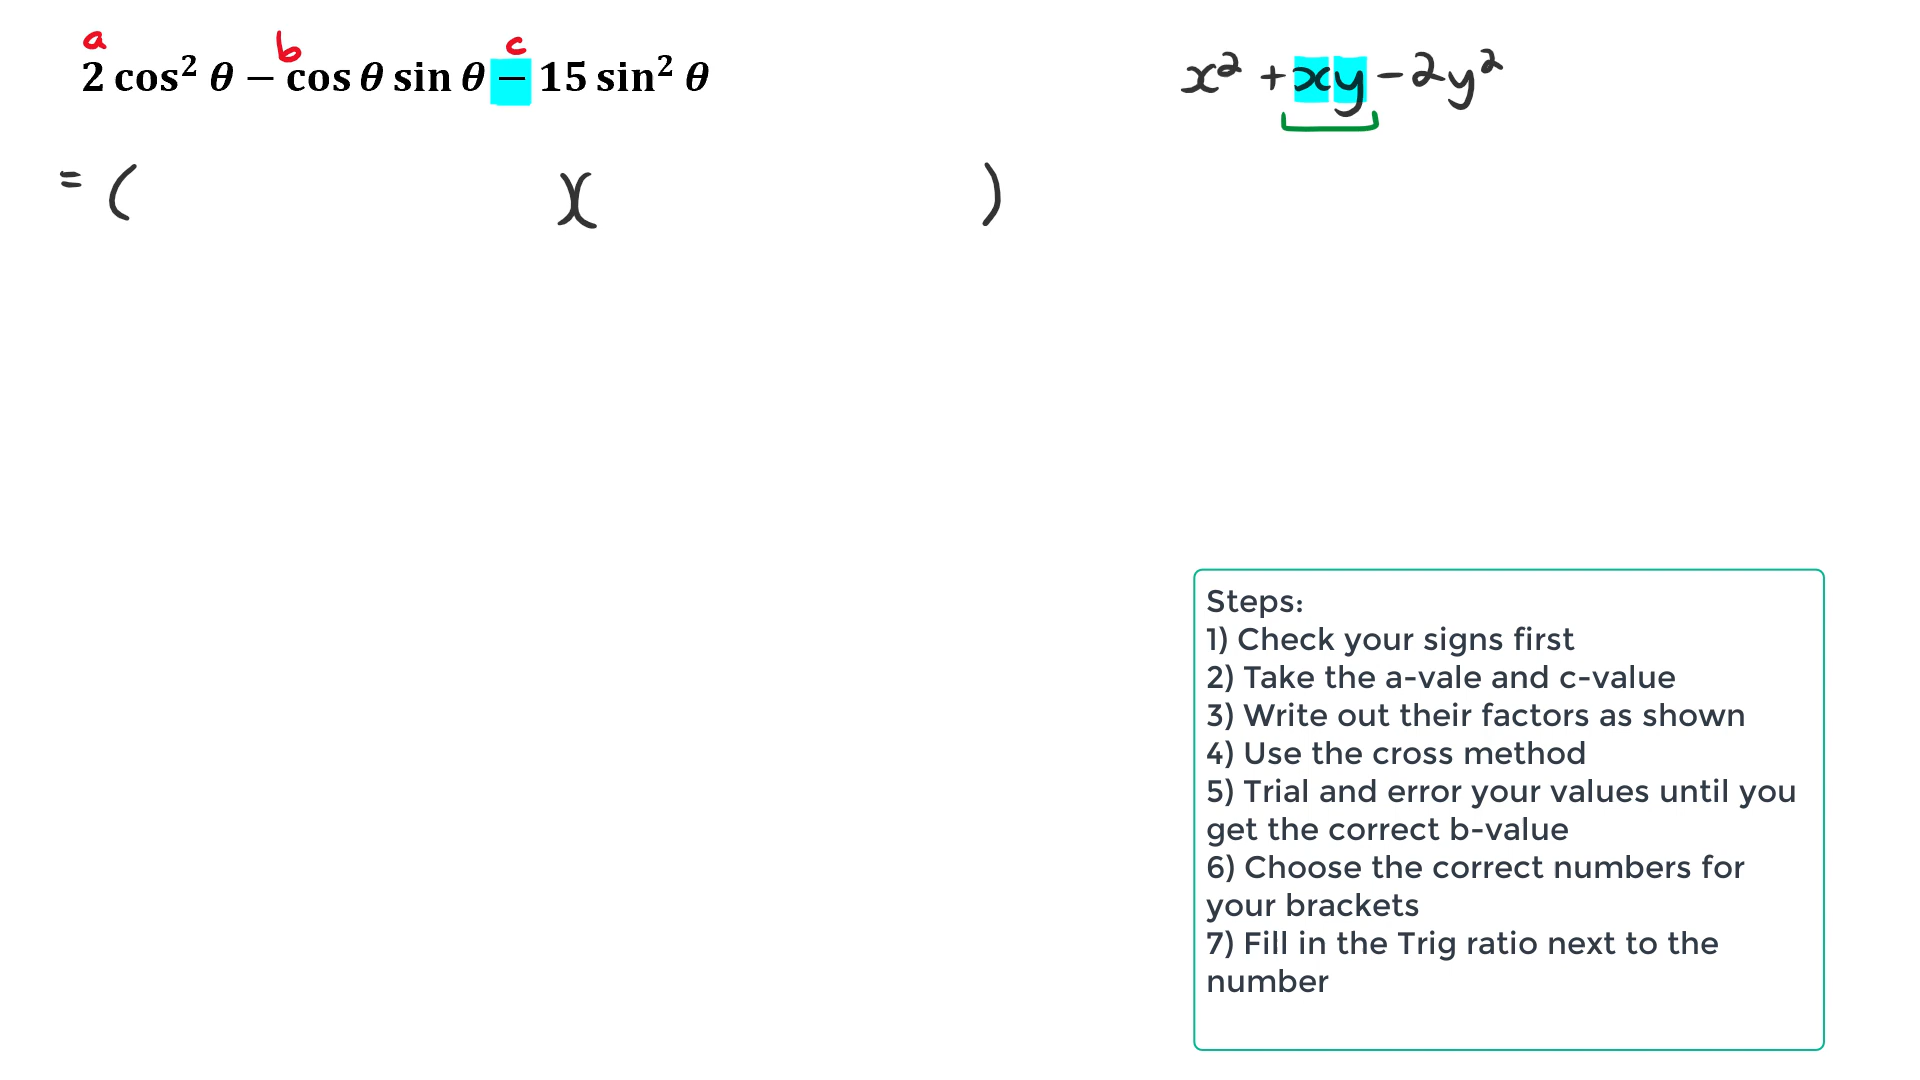 a b c
2 cos² θ − cos θ sin θ − 15 sin² θ
x² + xy − 2y²
= ( )( )
Steps:
1) Check your signs first
2) Take the a-vale and c-value
3) Write out their factors as shown
4) Use the cross method
5) Trial and error your values until you
get the correct b-value
6) Choose the correct numbers for
your brackets
7) Fill in the Trig ratio next to the
number